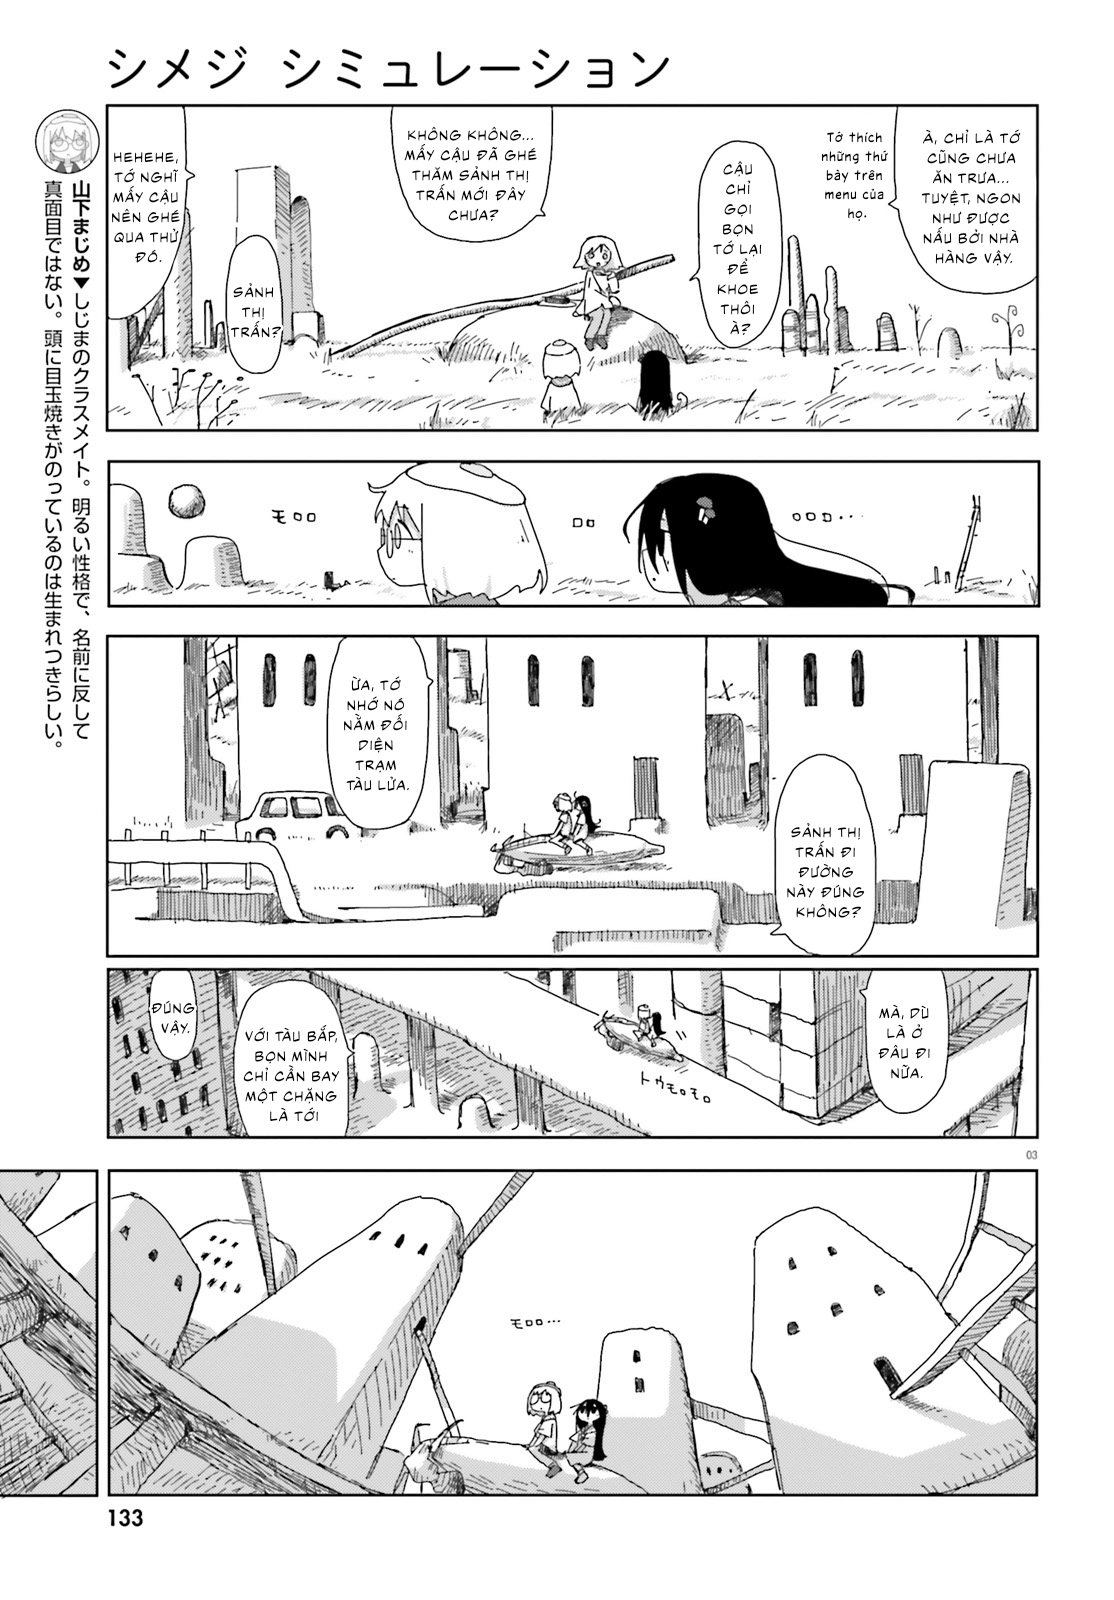 シメジ シミュレーション
山下まじめ▼しじまのクラスメイト。明るい性格で、名前に反して
真面目ではない。頭に目玉焼きがのっているのは生まれつきらしい。
À, CHỈ LÀ TỚ
CŨNG CHƯA
ĂN TRƯA...
TUYỆT, NGON
NHƯ ĐƯỢC
NẤU BỞI NHÀ
HÀNG VẬY.
Tớ thích
những thứ
bày trên
menu của
họ.
CẬU
CHỈ
GỌI
BỌN
TỚ LẠI
ĐỂ
KHOE
THÔI
À?
KHÔNG KHÔNG...
MẤY CẬU ĐÃ GHÉ
THĂM SẢNH THỊ
TRẤN MỚI ĐÂY
CHƯA?
SẢNH
THỊ
TRẤN?
HEHEHE,
TỚ NGHĨ
MẤY CẬU
NÊN GHÉ
QUA THỬ
ĐÓ.
ロロロ...
ロロ
モロロ
SẢNH THỊ
TRẤN ĐI
ĐƯỜNG
NÀY ĐÚNG
KHÔNG?
ỪA, TỚ
NHỚ NÓ
NẰM ĐỐI
DIỆN
TRẠM
TÀU LỬA.
MÀ, DÙ
LÀ Ở
ĐÂU ĐI
NỮA.
トウモロモロ
VỚI TÀU BẮP,
BỌN MÌNH
CHỈ CẦN BAY
MỘT CHẶNG
LÀ TỚI
ĐÚNG
VẬY.
03
モロロ...
133